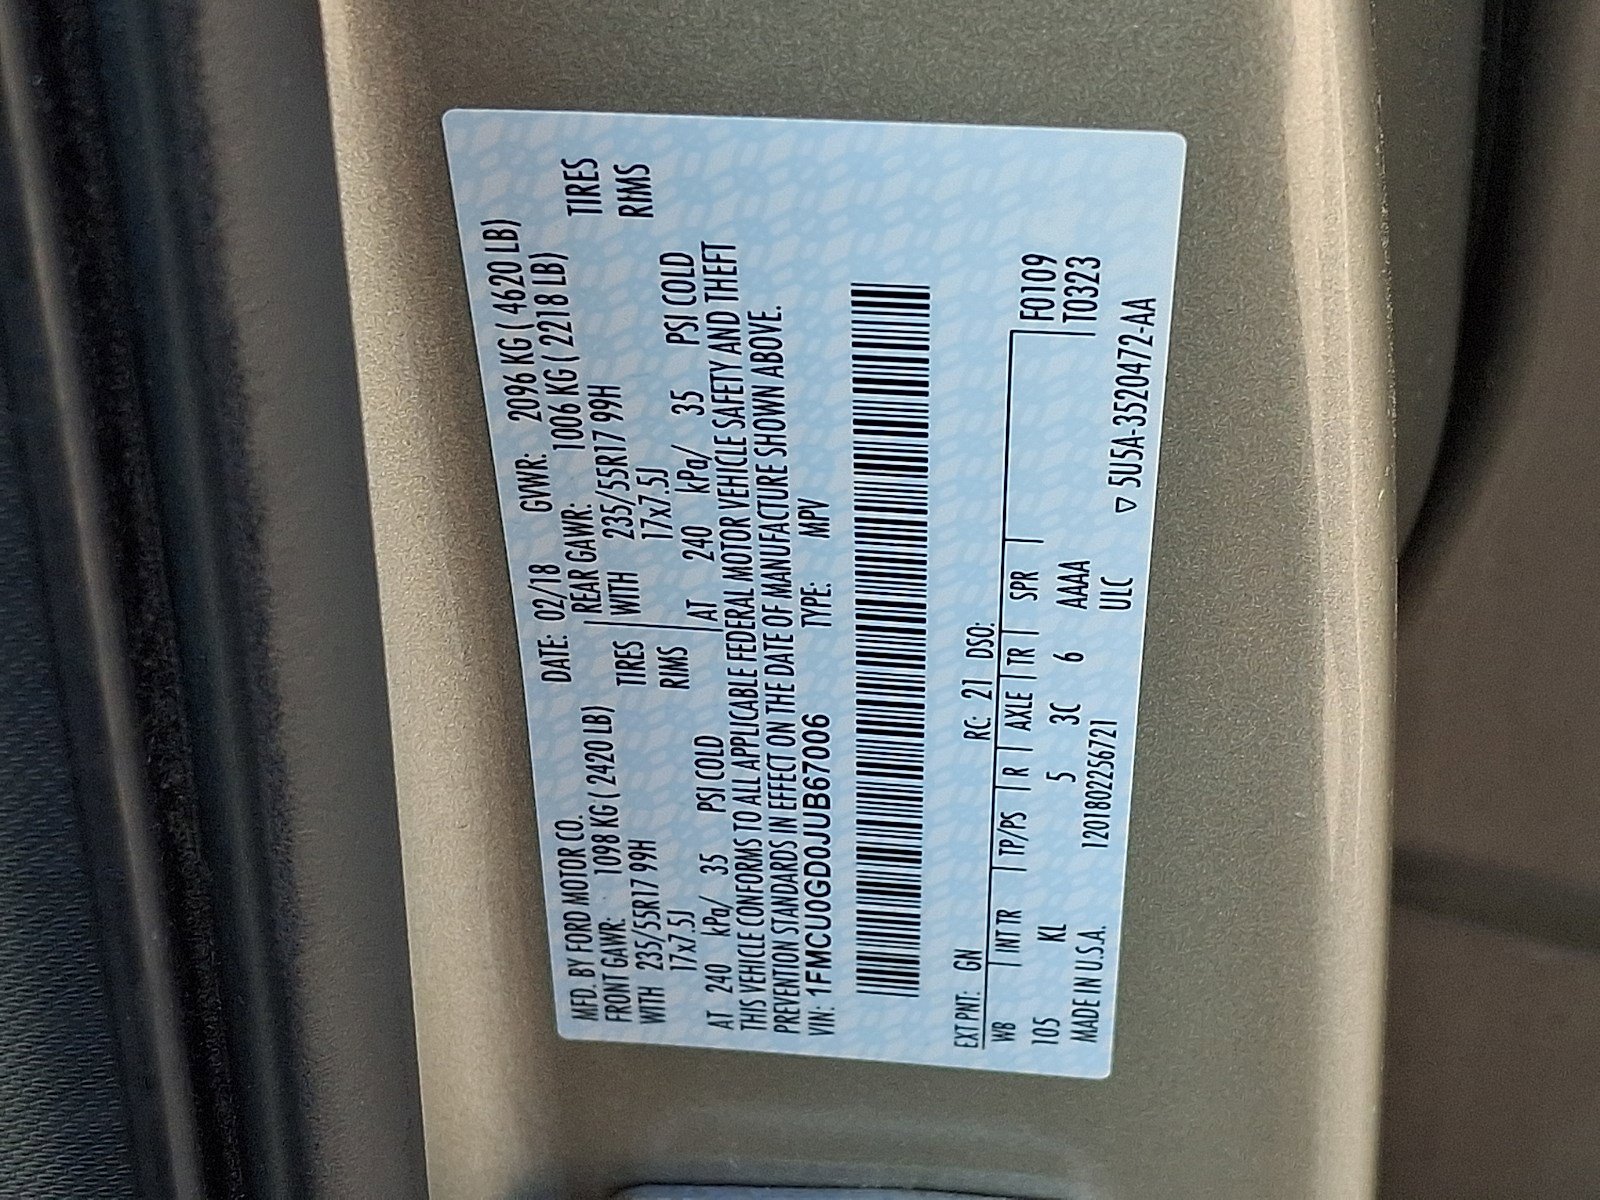 MFD. BY FORD MOTOR CO. DATE: 02/18 GVWR: 2096 KG ( 4620 LB)
FRONT GAWR: 1098 KG ( 2420 LB) REAR GAWR: 1006 KG ( 2218 LB)
WITH 235/55R17 99H TIRES WITH 235/55R17 99H TIRES
17x7.5J RIMS 17x7.5J RIMS
AT 240 kPa/ 35 PSI COLD AT 240 kPa/ 35 PSI COLD
THIS VEHICLE CONFORMS TO ALL APPLICABLE FEDERAL MOTOR VEHICLE SAFETY AND THEFT
PREVENTION STANDARDS IN EFFECT ON THE DATE OF MANUFACTURE SHOWN ABOVE.
VIN: 1FMCU0GD0JUB67006 TYPE: MPV
EXT PNT: GN RC: 21 DSO:
WB INT TR TP/PS R AXLE TR SPR F0109
105 KL 5 3C 6 AAAA T0323
MADE IN U.S.A. 120180225672​1 ULC ▽ 5U5A-3520472-AA